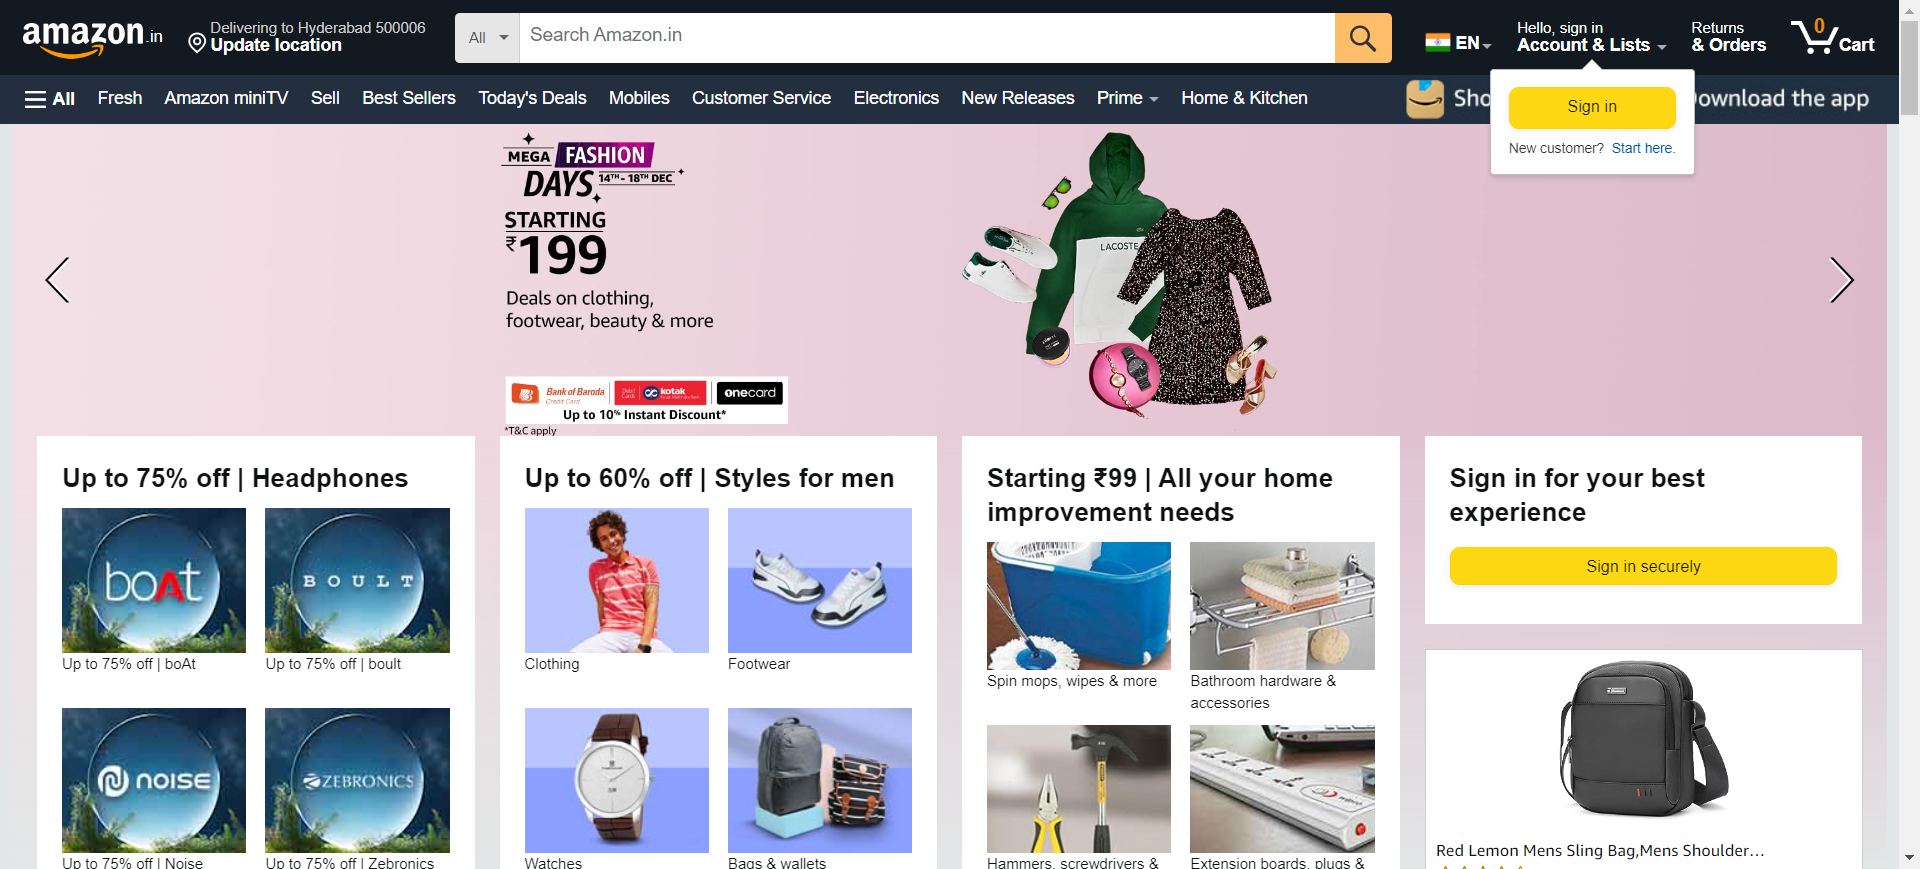 amazon.in
Delivering to Hyderabad 500006
Update location
All
Search Amazon.in
EN
Hello, sign in
Account & Lists
Returns
& Orders
0
Cart
All
Fresh
Amazon miniTV
Sell
Best Sellers
Today's Deals
Mobiles
Customer Service
Electronics
New Releases
Prime
Home & Kitchen
Sho
ownload the app
Sign in
New customer? Start here.
MEGA FASHION
DAYS 14TH - 18TH DEC
STARTING
₹199
Deals on clothing,
footwear, beauty & more
LACOSTE
Bank of Baroda
Credit Card
kotak
onecard
Up to 10% Instant Discount*
*T&C apply
Up to 75% off | Headphones
boAt
BOULT
Up to 75% off | boAt
Up to 75% off | boult
NOISE
ZEBRONICS
Up to 75% off | Noise
Up to 75% off | Zebronics
Up to 60% off | Styles for men
Clothing
Footwear
Watches
Bags & wallets
Starting ₹99 | All your home
improvement needs
Spin mops, wipes & more
Bathroom hardware &
accessories
Hammers, screwdrivers &
Extension boards, plugs &
Sign in for your best
experience
Sign in securely
Red Lemon Mens Sling Bag,Mens Shoulder…